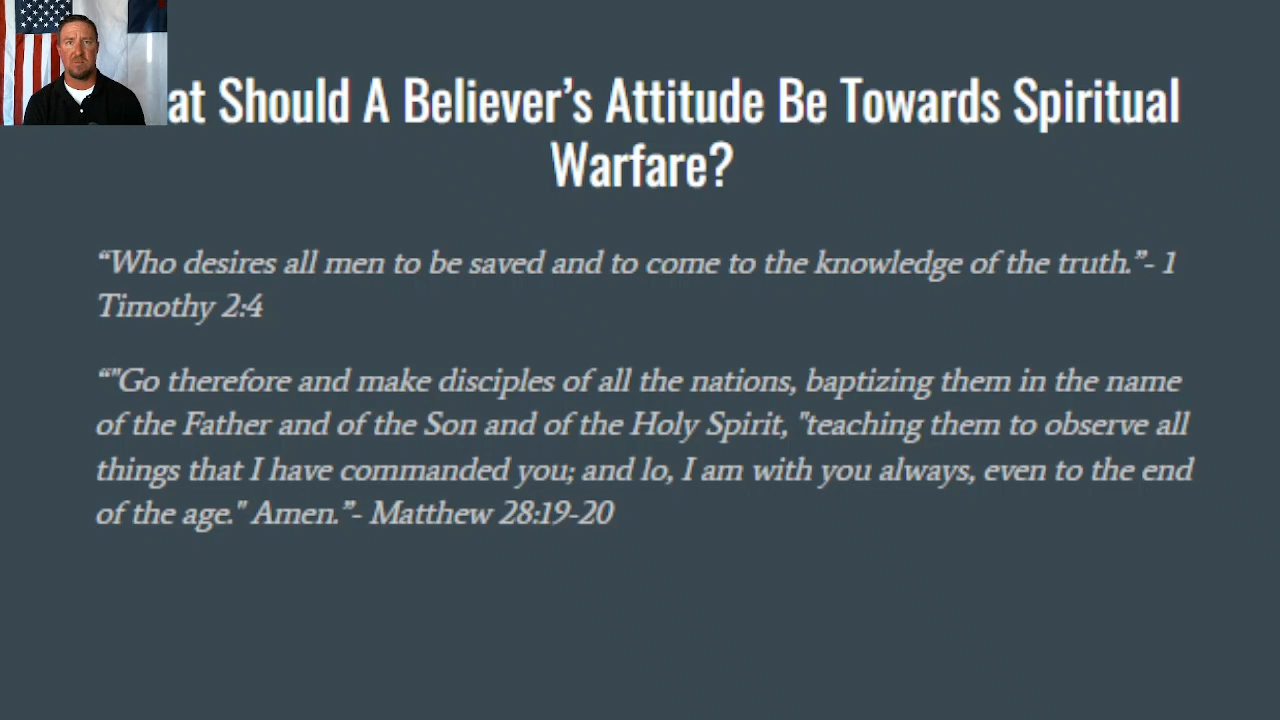 at Should A Believer’s Attitude Be Towards Spiritual
Warfare?
“Who desires all men to be saved and to come to the knowledge of the truth.”- 1
Timothy 2:4
“"Go therefore and make disciples of all the nations, baptizing them in the name
of the Father and of the Son and of the Holy Spirit, "teaching them to observe all
things that I have commanded you; and lo, I am with you always, even to the end
of the age." Amen.”- Matthew 28:19-20